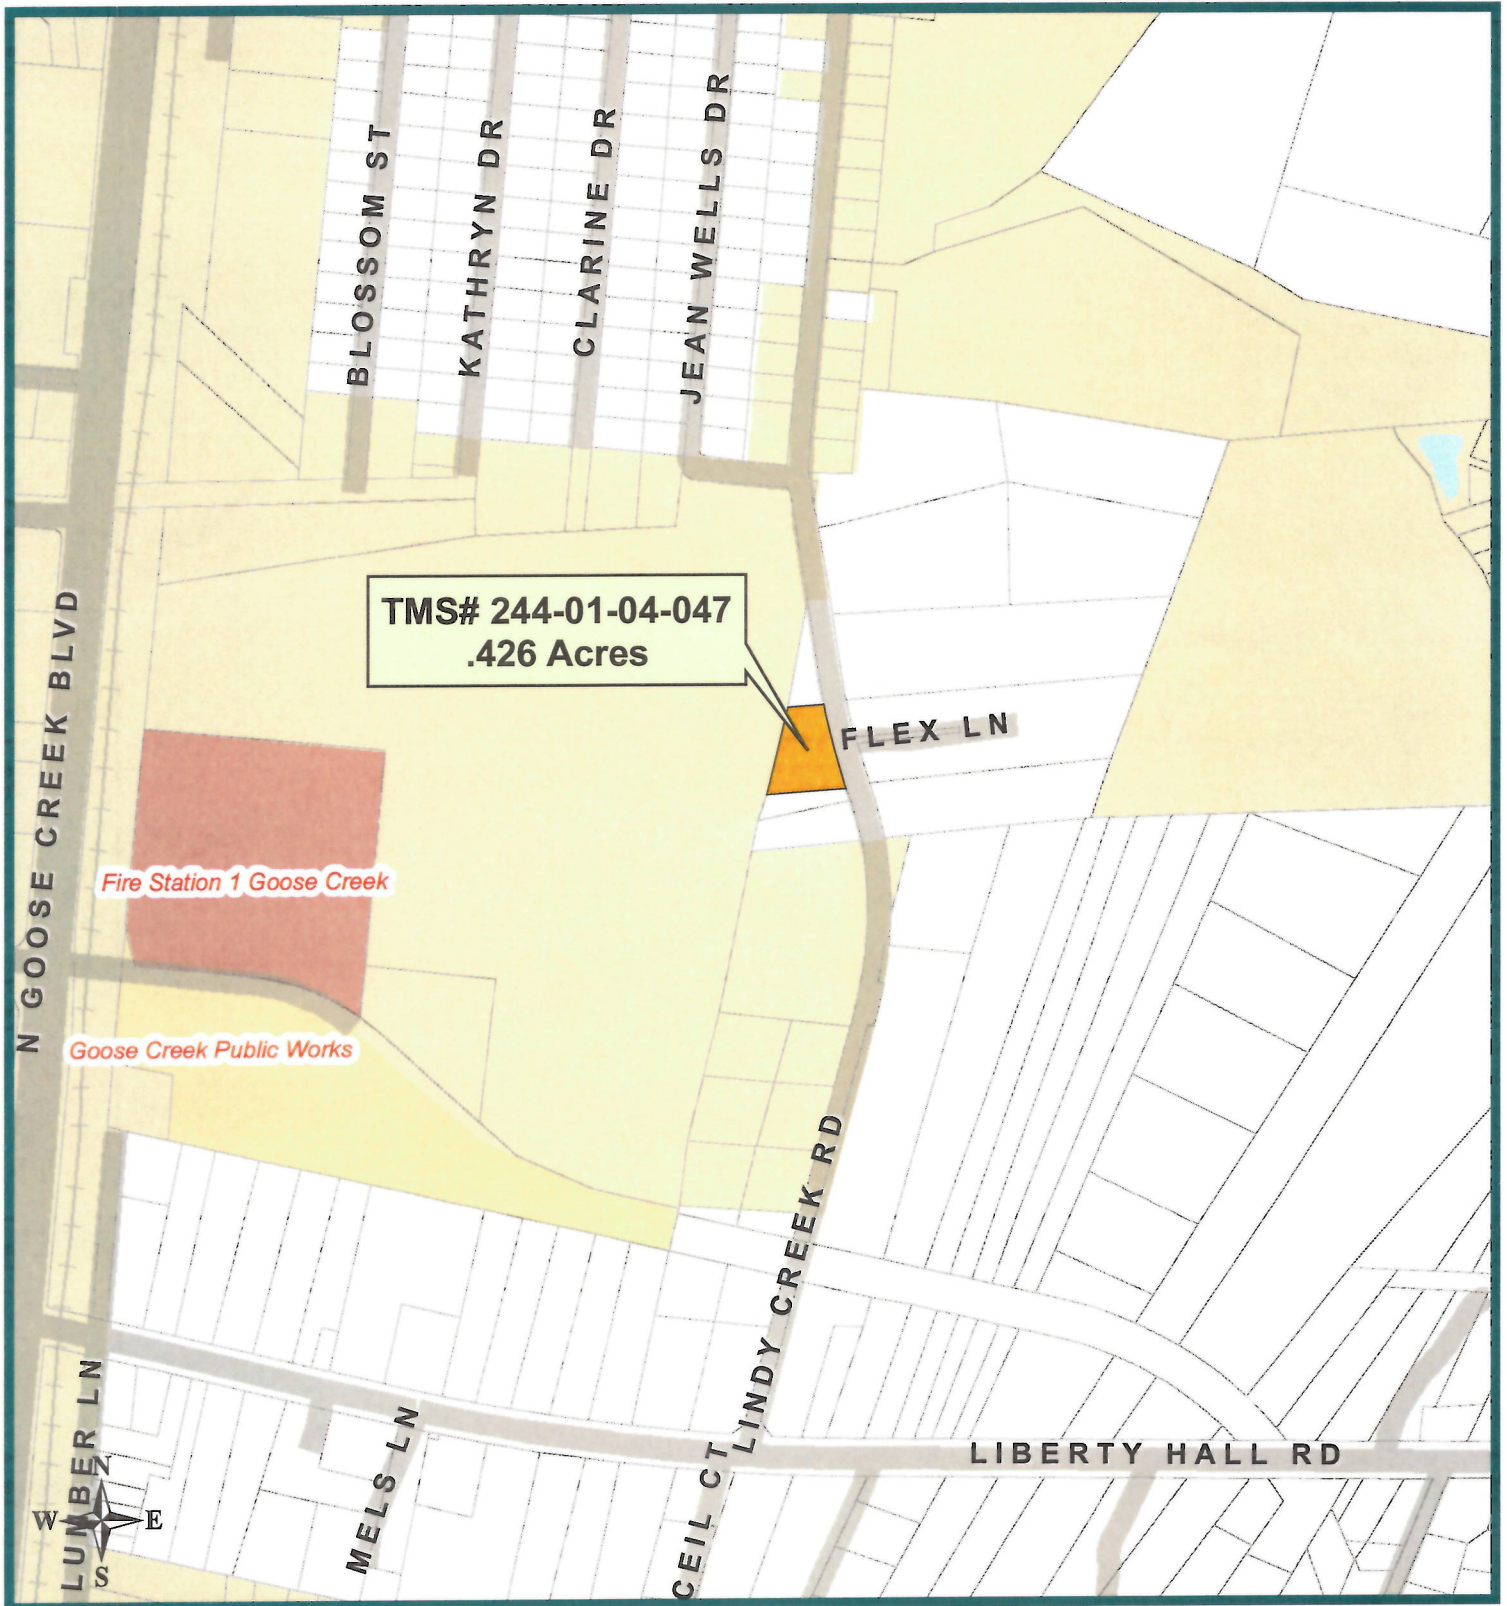 BLOSSOM ST
KATHRYN DR
CLARINE DR
JEAN WELLS DR
TMS# 244-01-04-047
.426 Acres
FLEX LN
N GOOSE CREEK BLVD
Fire Station 1 Goose Creek
Goose Creek Public Works
LINDY CREEK RD
LIBERTY HALL RD
LUMBER LN
MELS LN
CEIL CT
N
W
E
S